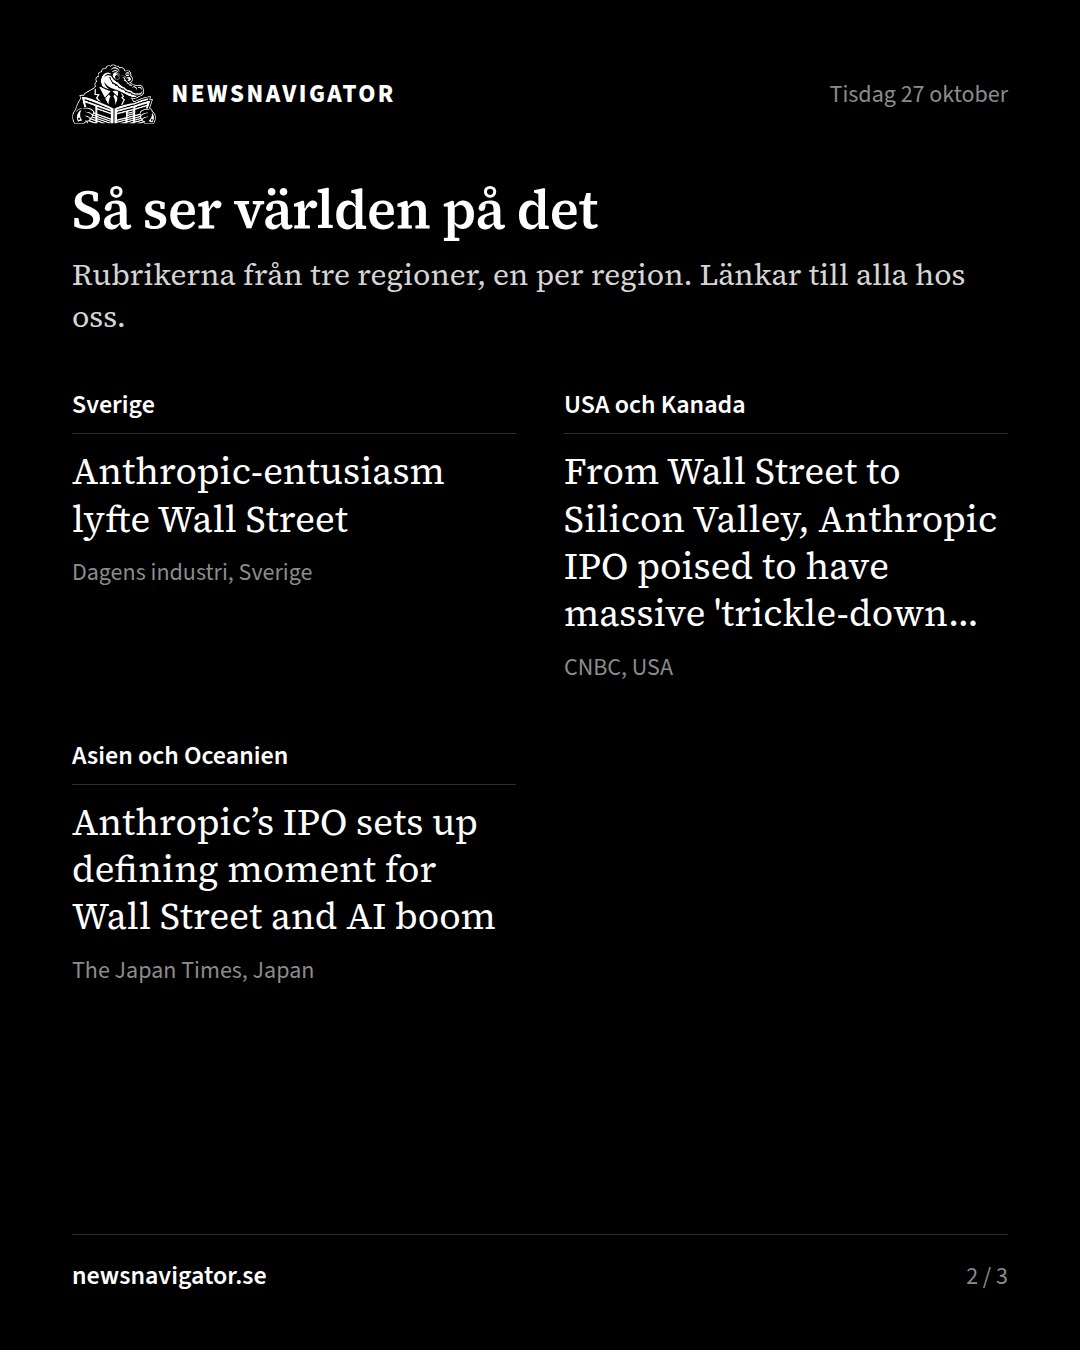 NEWSNAVIGATOR
Tisdag 27 oktober
Så ser världen på det
Rubrikerna från tre regioner, en per region. Länkar till alla hos
oss.
Sverige
Anthropic-entusiasm
lyfte Wall Street
Dagens industri, Sverige
USA och Kanada
From Wall Street to
Silicon Valley, Anthropic
IPO poised to have
massive 'trickle-down...
CNBC, USA
Asien och Oceanien
Anthropic’s IPO sets up
defining moment for
Wall Street and AI boom
The Japan Times, Japan
newsnavigator.se
2 / 3